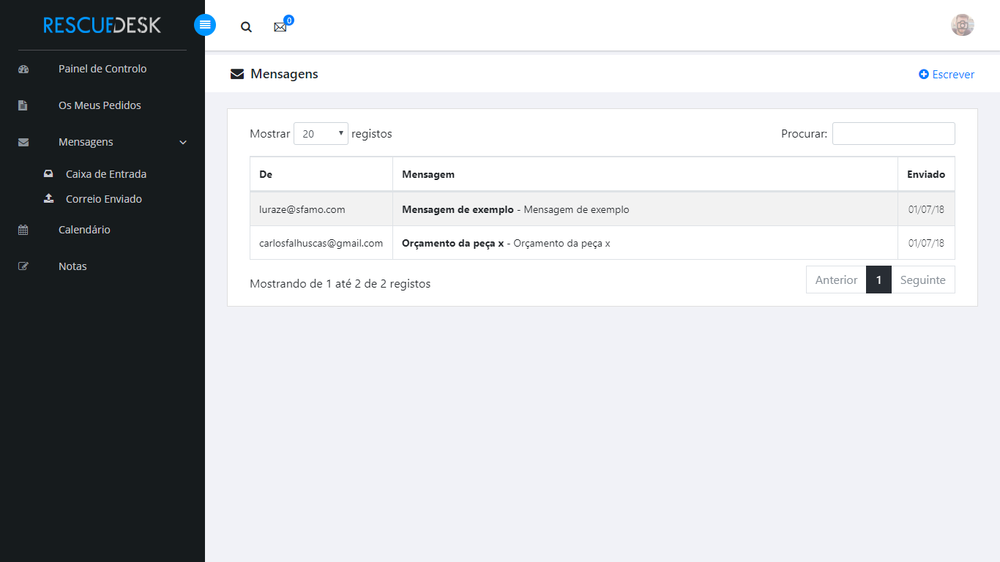 RESCUEDESK
0
Painel de Controlo
Os Meus Pedidos
Mensagens
Caixa de Entrada
Correio Enviado
Calendário
Notas
Mensagens
Escrever
Mostrar 20 registos
Procurar:
De Mensagem Enviado
luraze@sfamo.com Mensagem de exemplo - Mensagem de exemplo 01/07/18
carlosfalhuscas@gmail.com Orçamento da peça x - Orçamento da peça x 01/07/18
Mostrando de 1 até 2 de 2 registos
Anterior 1 Seguinte